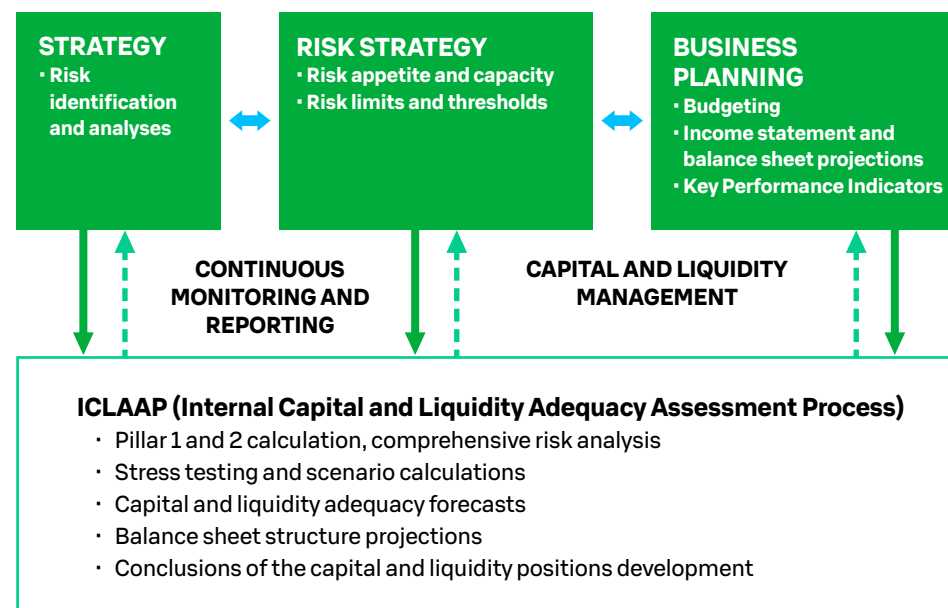 STRATEGY
· Risk
identification
and analyses
RISK STRATEGY
· Risk appetite and capacity
· Risk limits and thresholds
BUSINESS
PLANNING
· Budgeting
· Income statement and
balance sheet projections
· Key Performance Indicators
CONTINUOUS
MONITORING AND
REPORTING
CAPITAL AND LIQUIDITY
MANAGEMENT
ICLAAP (Internal Capital and Liquidity Adequacy Assessment Process)
· Pillar 1 and 2 calculation, comprehensive risk analysis
· Stress testing and scenario calculations
· Capital and liquidity adequacy forecasts
· Balance sheet structure projections
· Conclusions of the capital and liquidity positions development